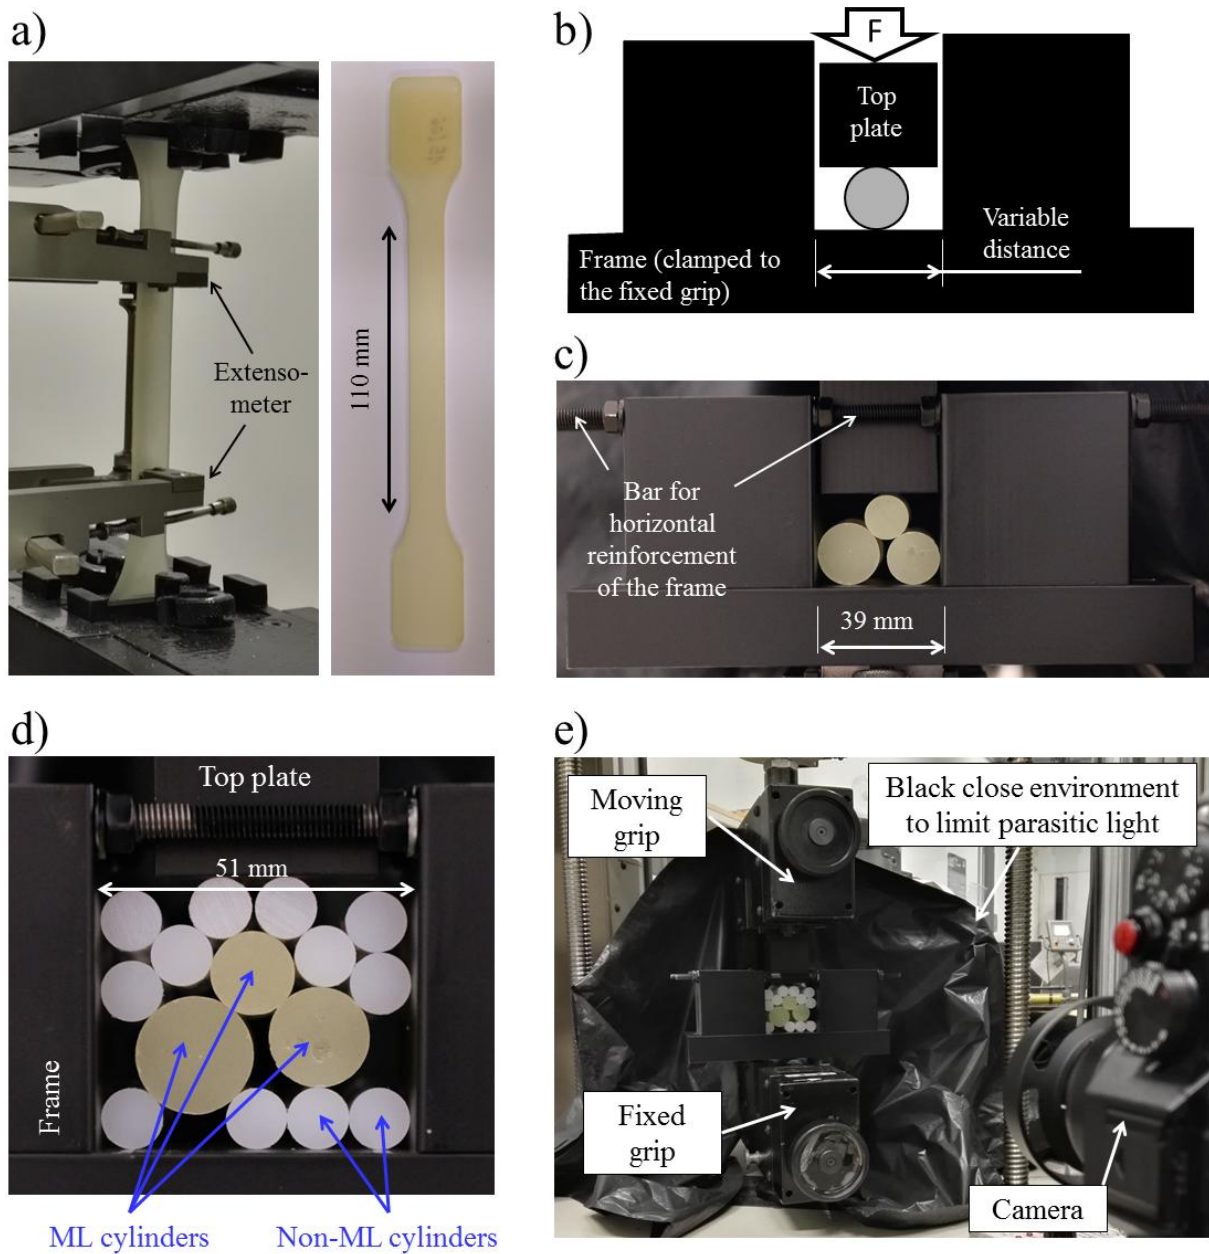 a)
Extenso-
meter
110 mm
b)
F
Top
plate
Variable
distance
Frame (clamped to
the fixed grip)
c)
Bar for
horizontal
reinforcement
of the frame
39 mm
d)
Top plate
51 mm
Frame
ML cylinders
Non-ML cylinders
e)
Moving
grip
Black close environment
to limit parasitic light
Fixed
grip
Camera